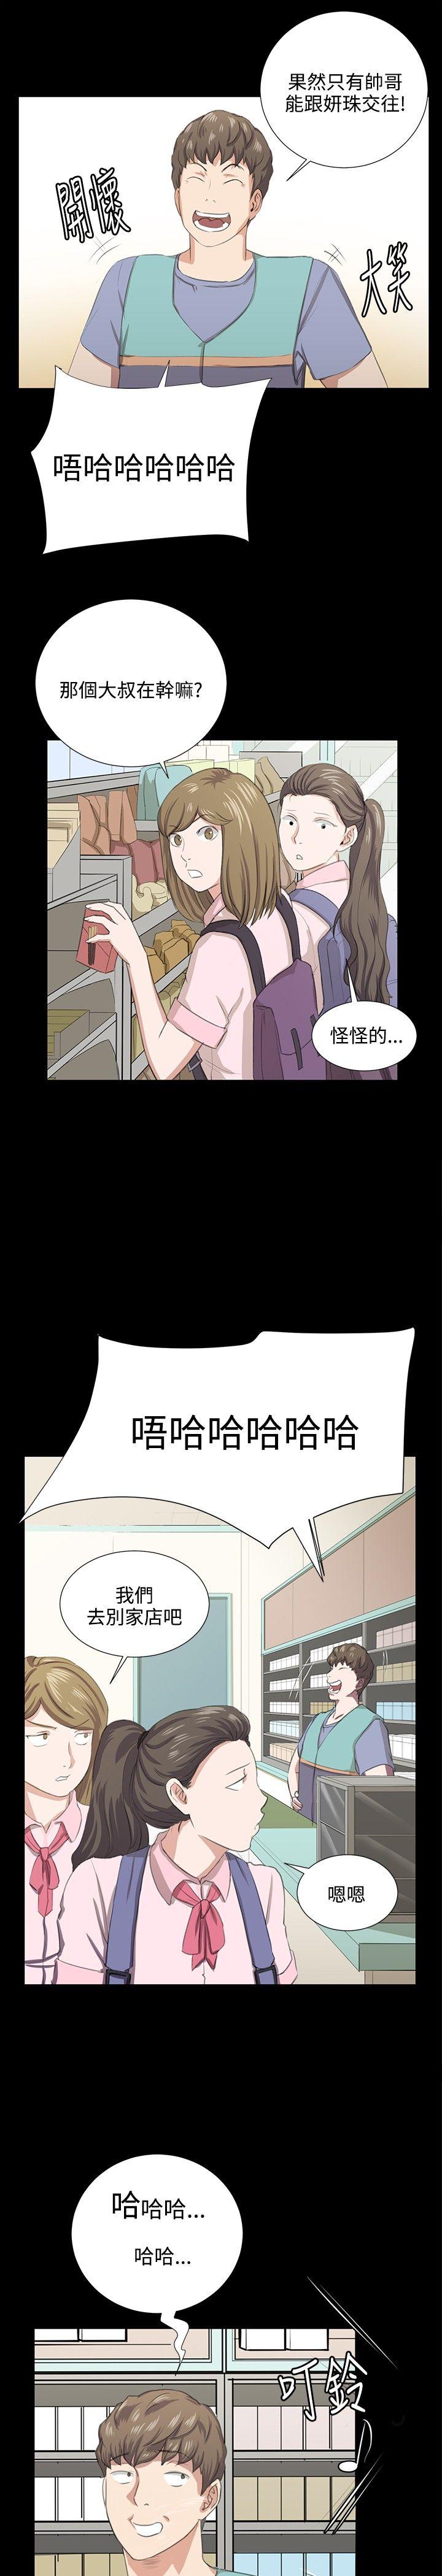 果然只有帥哥
能跟妍珠交往!
開懷
大笑
唔哈哈哈哈哈
那個大叔在幹嘛?
怪怪的...
唔哈哈哈哈哈
我們
去別家店吧
嗯嗯
哈哈哈...
哈哈...
叮鈴